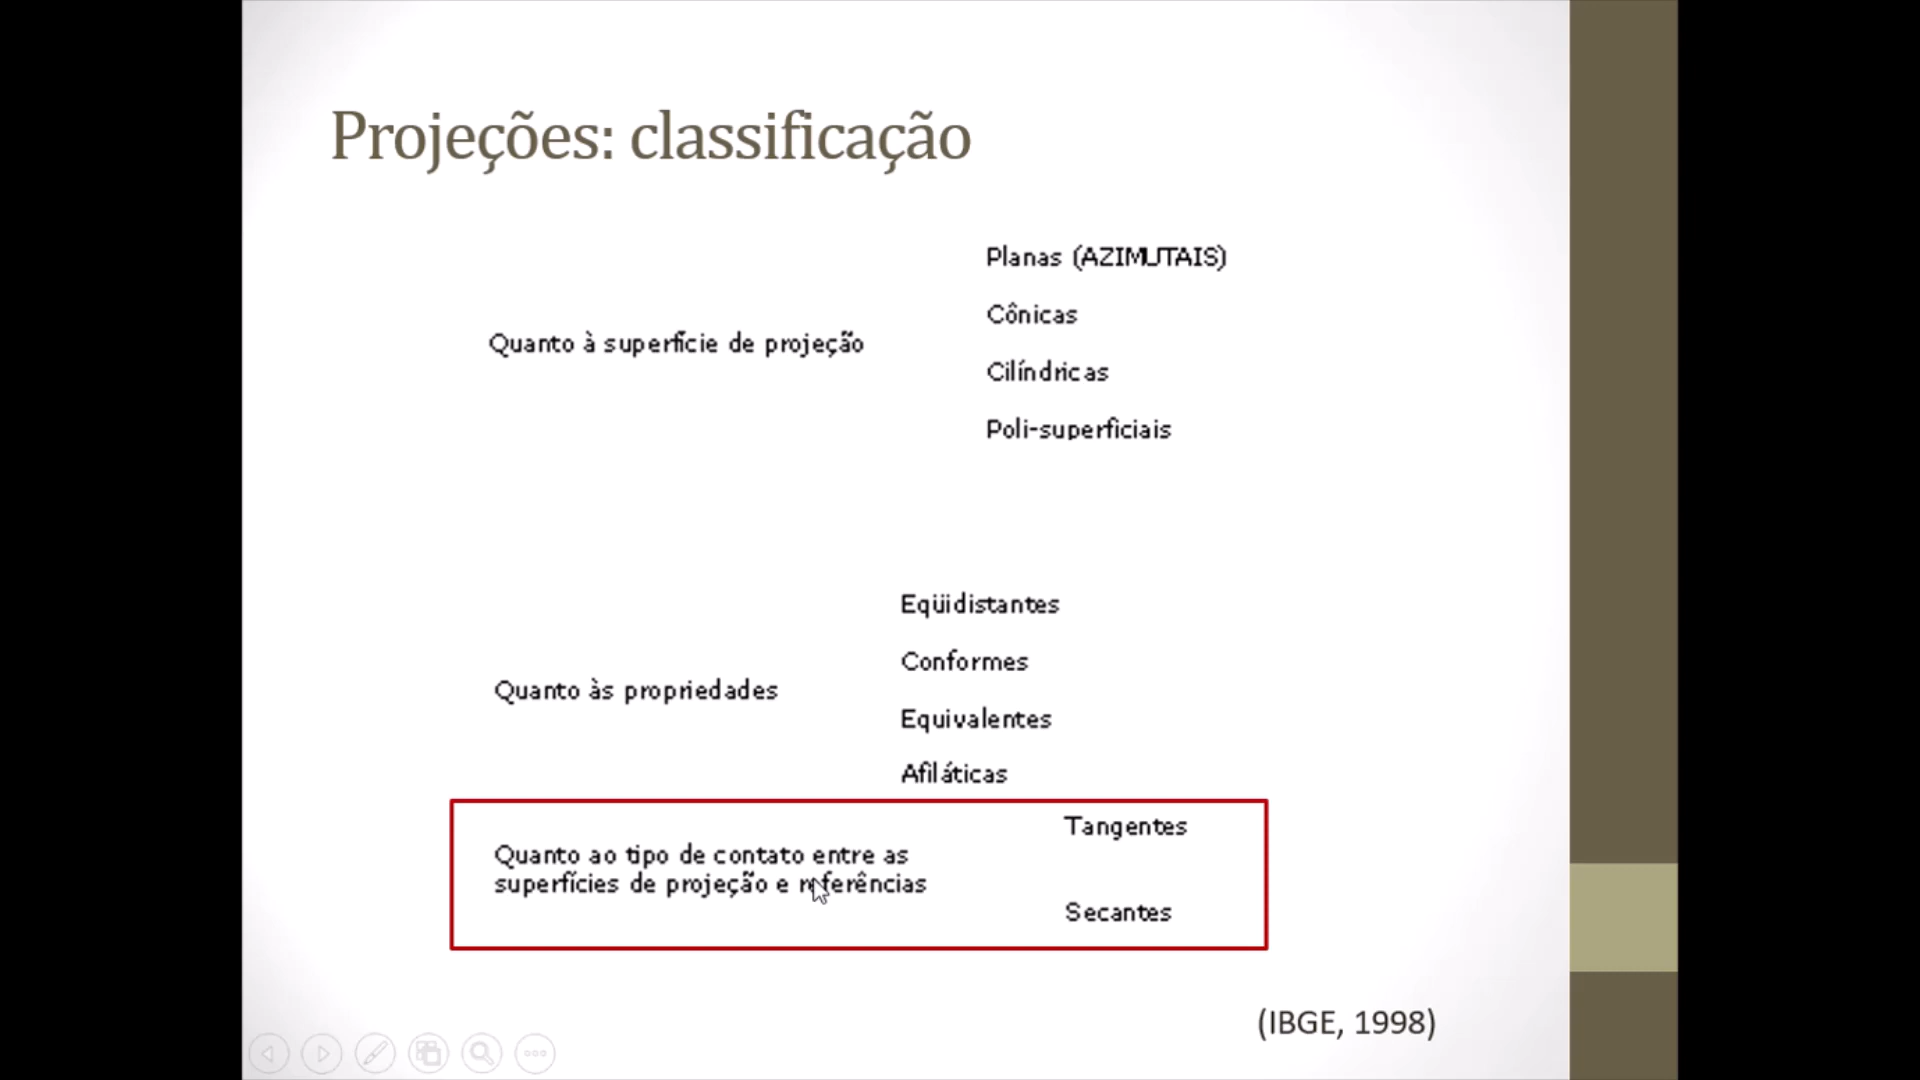 Projeções: classificação
Planas (AZIMUTAIS)
Cônicas
Quanto à superfície de projeção
Cilíndricas
Poli-superficiais
Eqüidistantes
Conformes
Quanto às propriedades
Equivalentes
Afiláticas
Tangentes
Quanto ao tipo de contato entre as
superfícies de projeção e referências
Secantes
(IBGE, 1998)